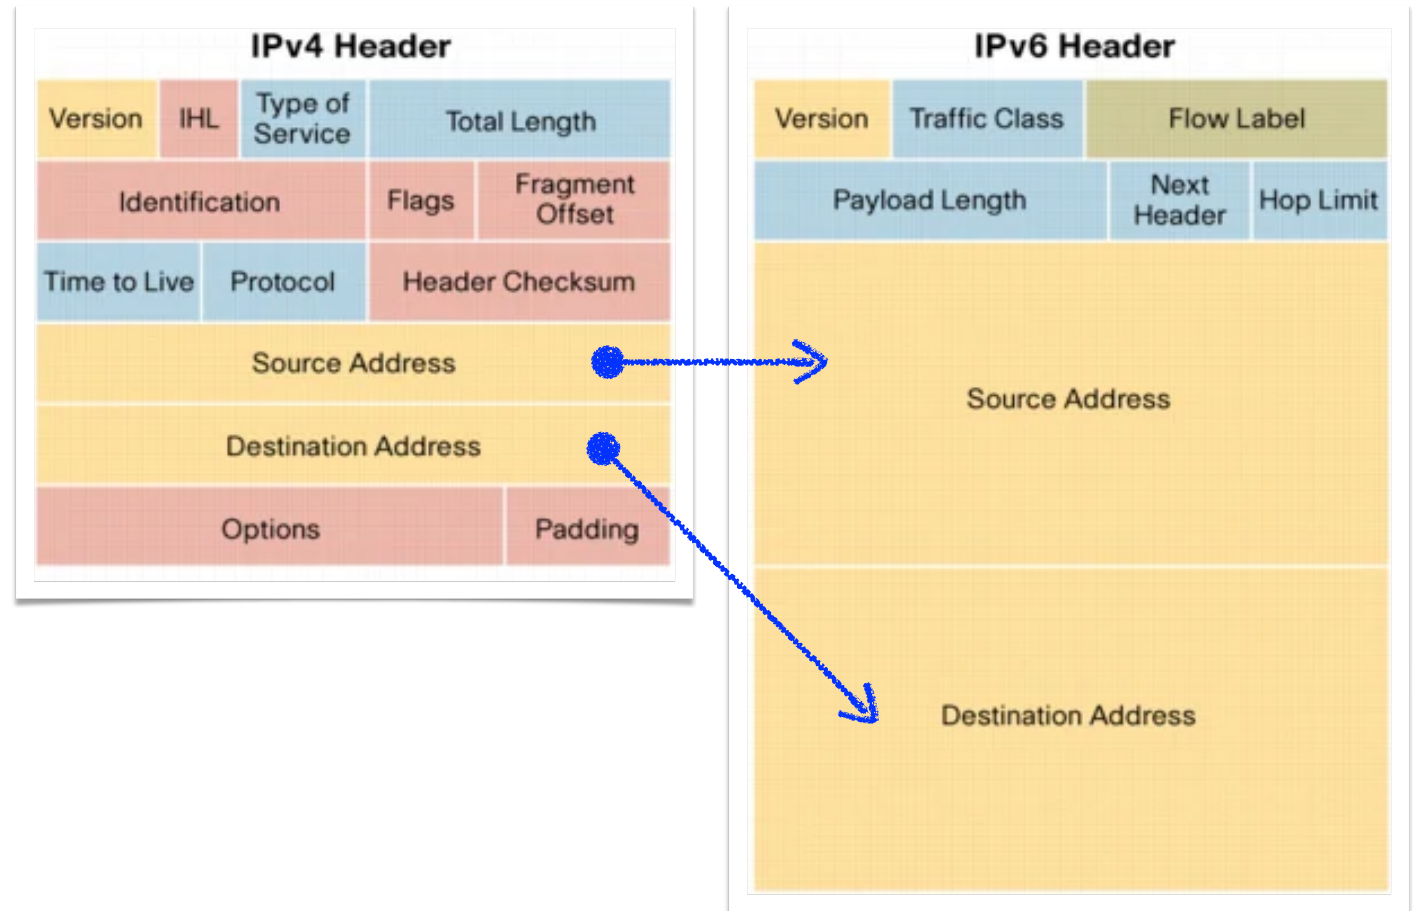 IPv4 Header
Version
IHL
Type of
Service
Total Length
Identification
Flags
Fragment
Offset
Time to Live
Protocol
Header Checksum
Source Address
Destination Address
Options
Padding
IPv6 Header
Version
Traffic Class
Flow Label
Payload Length
Next
Header
Hop Limit
Source Address
Destination Address